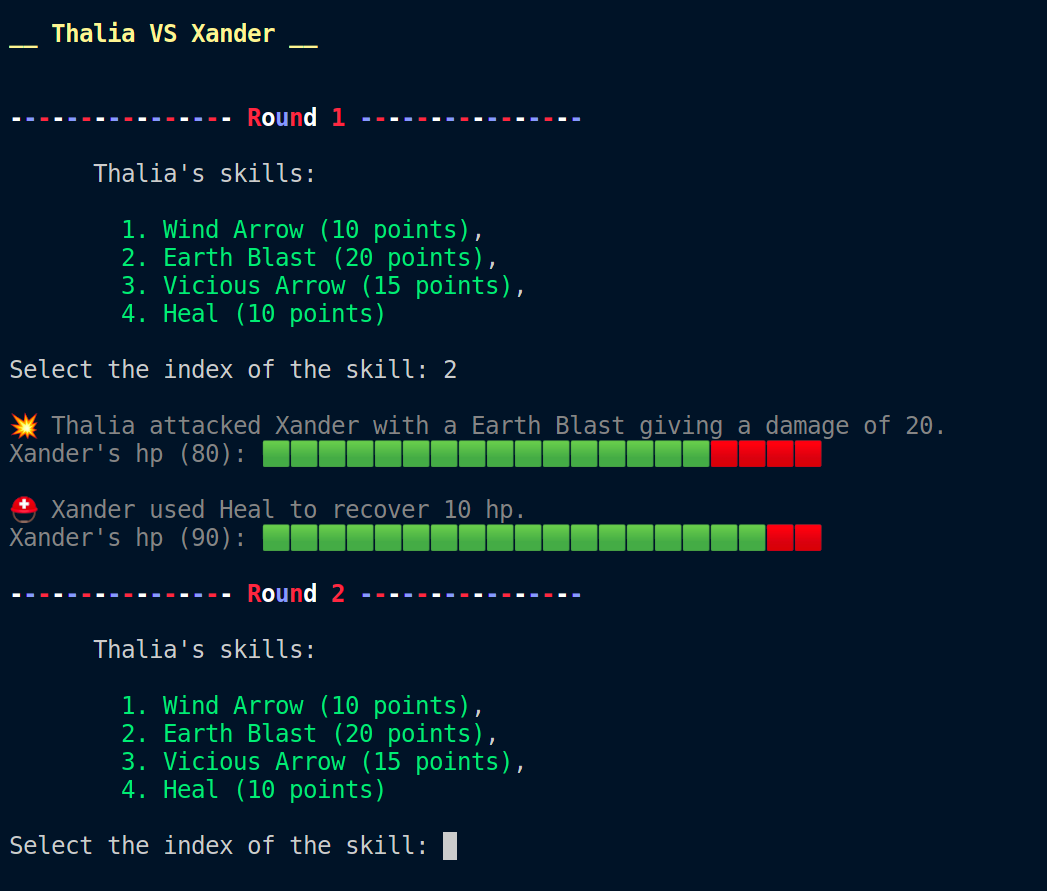 __ Thalia VS Xander __
---------------- Round 1 ----------------
Thalia's skills:
1. Wind Arrow (10 points),
2. Earth Blast (20 points),
3. Vicious Arrow (15 points),
4. Heal (10 points)
Select the index of the skill: 2
💥 Thalia attacked Xander with a Earth Blast giving a damage of 20.
Xander's hp (80): 🟩🟩🟩🟩🟩🟩🟩🟩🟩🟩🟩🟩🟩🟩🟩🟩🟥🟥🟥🟥
⛑ Xander used Heal to recover 10 hp.
Xander's hp (90): 🟩🟩🟩🟩🟩🟩🟩🟩🟩🟩🟩🟩🟩🟩🟩🟩🟩🟩🟥🟥
---------------- Round 2 ----------------
Thalia's skills:
1. Wind Arrow (10 points),
2. Earth Blast (20 points),
3. Vicious Arrow (15 points),
4. Heal (10 points)
Select the index of the skill: